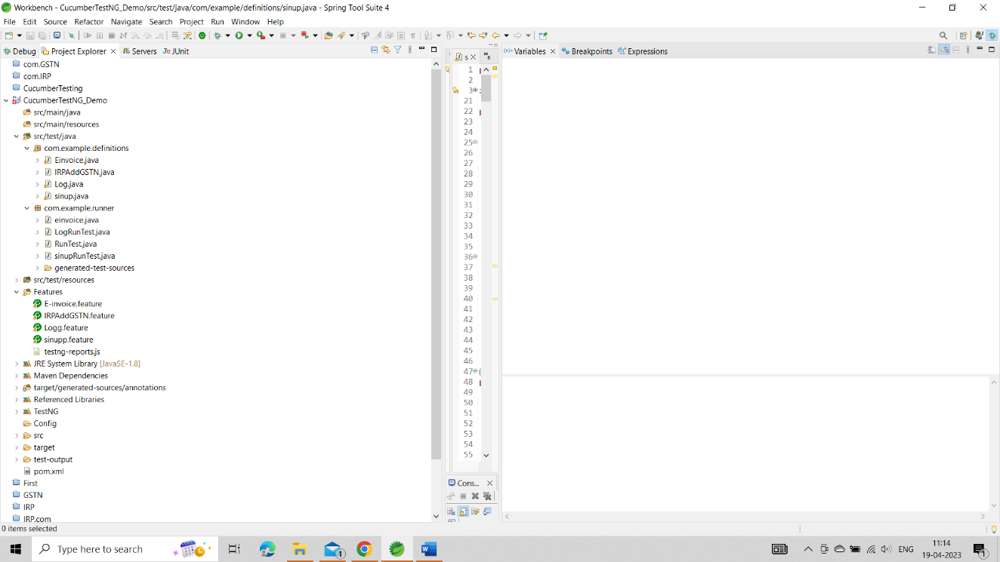 Workbench - CucumberTestNG_Demo/src/test/java/com/example/definitions/sinup.java - Spring Tool Suite 4
File Edit Source Refactor Navigate Search Project Run Window Help
Debug Project Explorer Servers JUnit
s
6
Variables Breakpoints Expressions
com.GSTN
com.IRP
CucumberTesting
CucumberTestNG_Demo
src/main/java
src/main/resources
src/test/java
com.example.definitions
Einvoice.java
IRPAddGSTN.java
Log.java
sinup.java
com.example.runner
einvoice.java
LogRunTest.java
RunTest.java
sinupRunTest.java
generated-test-sources
src/test/resources
Features
E-invoice.feature
IRPAddGSTN.feature
Logg.feature
sinupp.feature
testng-reports.js
JRE System Library [JavaSE-1.8]
Maven Dependencies
target/generated-sources/annotations
Referenced Libraries
TestNG
Config
src
target
test-output
pom.xml
First
GSTN
IRP
IRP.com
1
2
3
21
22
23
24
25
26
27
28
29
30
31
32
33
34
35
36
37
38
39
40
41
42
43
44
45
46
47
48
49
50
51
52
53
54
55
Cons...
0 items selected
Type here to search
1
ENG
11:14
19-04-2023
1